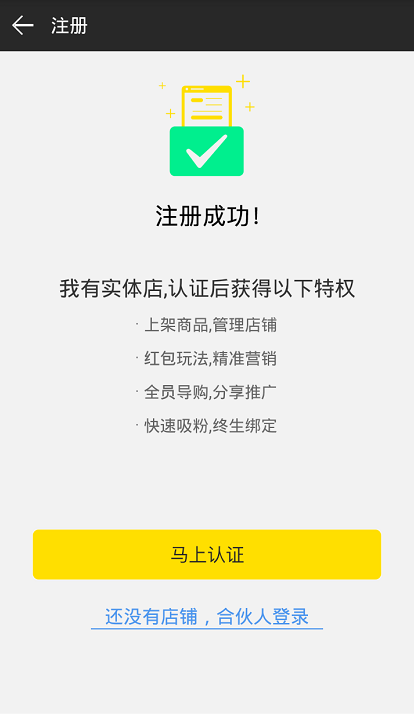 注册
注册成功！
我有实体店,认证后获得以下特权
· 上架商品,管理店铺
· 红包玩法,精准营销
· 全员导购,分享推广
· 快速吸粉,终生绑定
马上认证
还没有店铺，合伙人登录